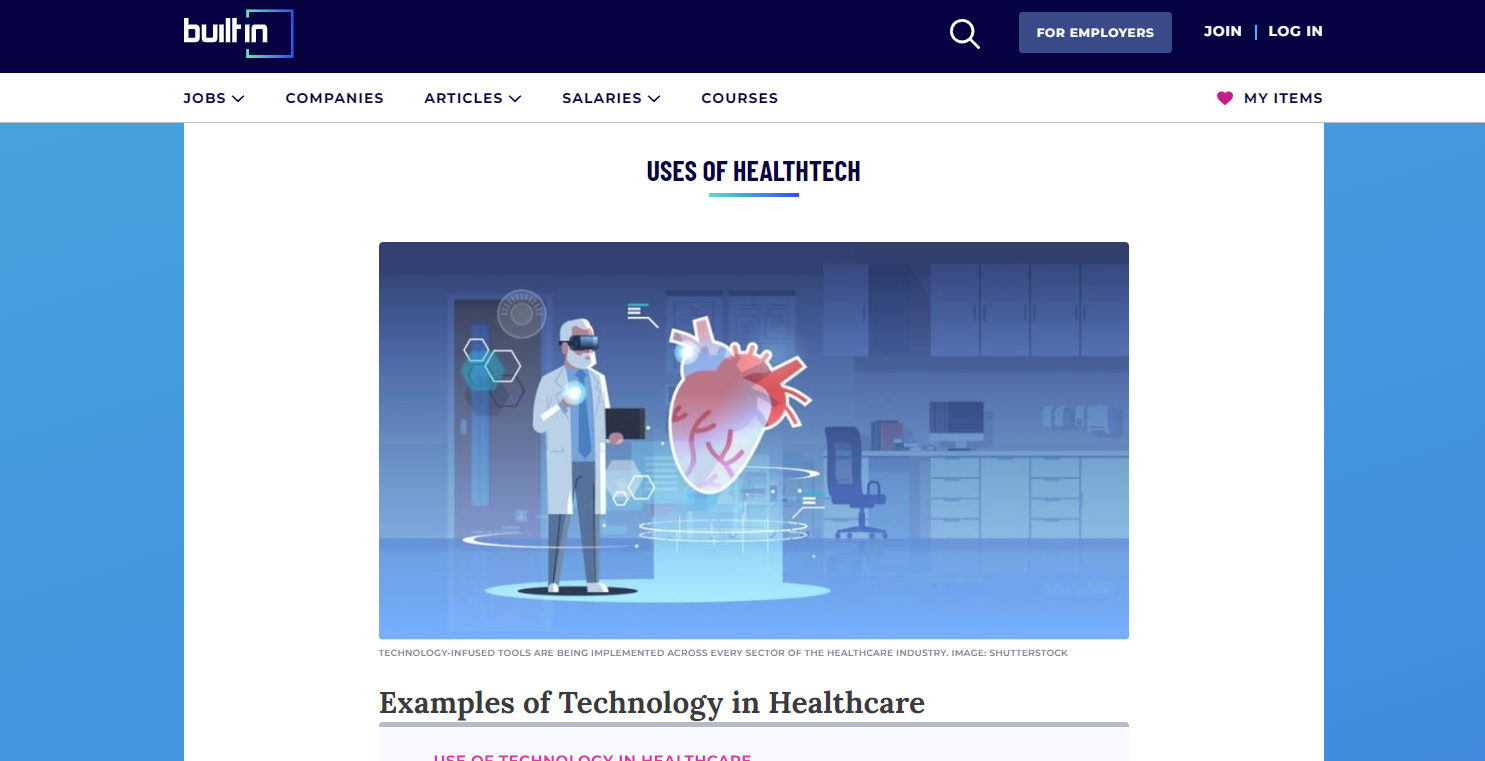 built in
FOR EMPLOYERS
JOIN | LOG IN
JOBS
COMPANIES
ARTICLES
SALARIES
COURSES
MY ITEMS
USES OF HEALTHTECH
TECHNOLOGY-INFUSED TOOLS ARE BEING IMPLEMENTED ACROSS EVERY SECTOR OF THE HEALTHCARE INDUSTRY. IMAGE: SHUTTERSTOCK
Examples of Technology in Healthcare
USE OF TECHNOLOGY IN HEALTHCARE